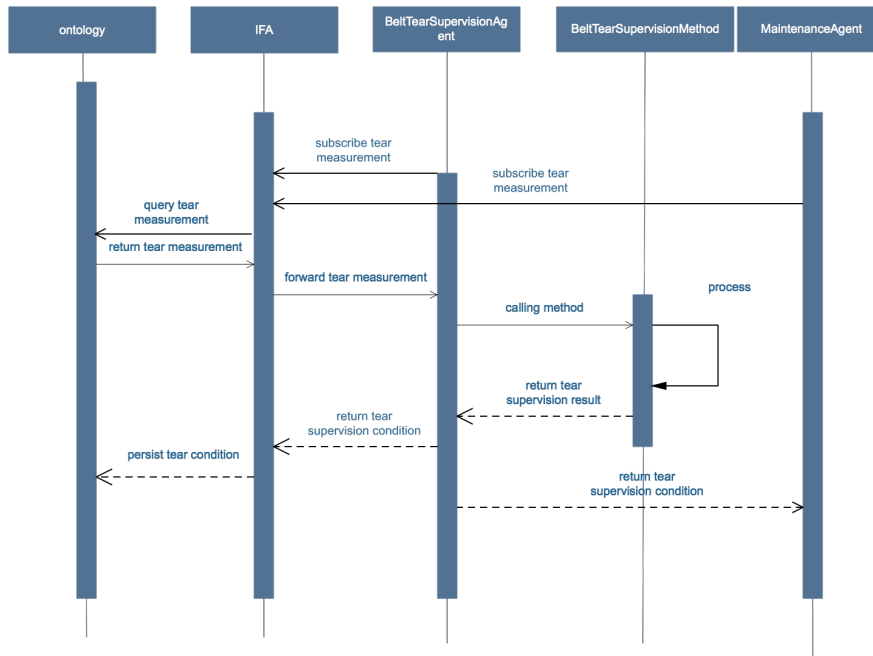 ontology
IFA
BeltTearSupervisionAg
ent
BeltTearSupervisionMethod
MaintenanceAgent
subscribe tear
measurement
subscribe tear
measurement
query tear
measurement
return tear measurement
forward tear measurement
process
calling method
return tear
supervision result
return tear
supervision condition
persist tear condition
return tear
supervision condition